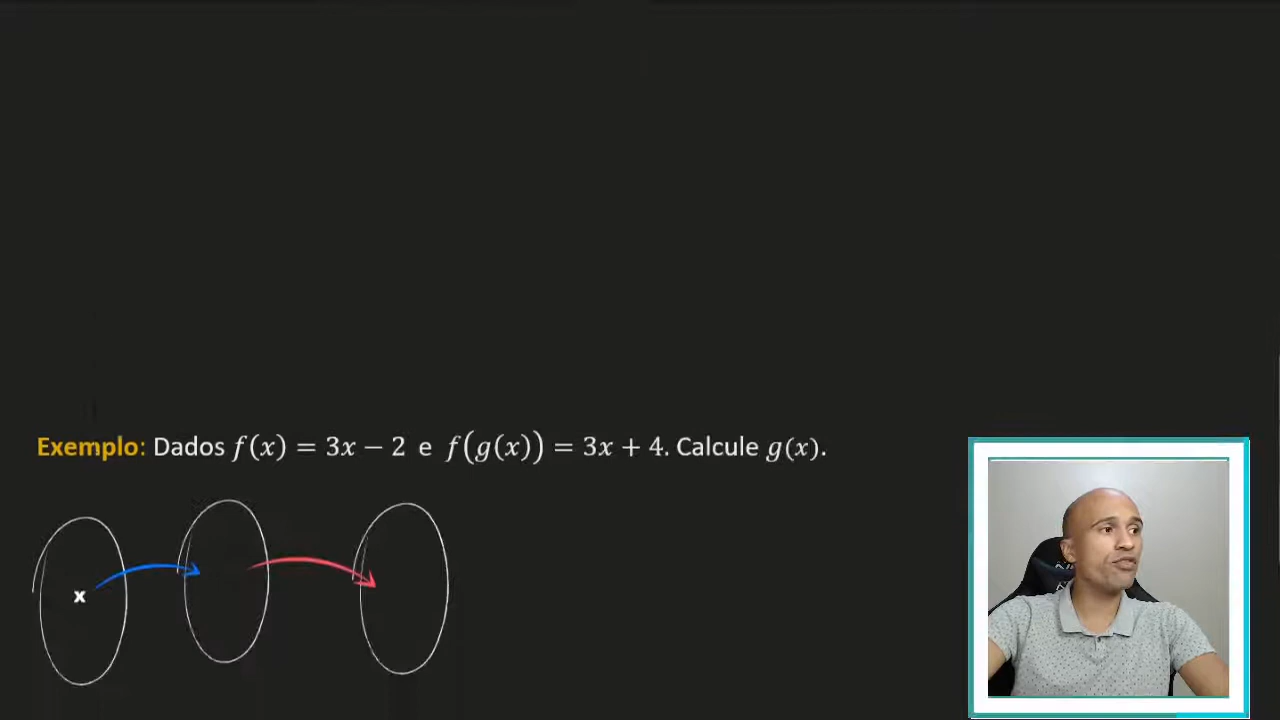 Exemplo: Dados f(x) = 3x − 2 e f(g(x)) = 3x + 4. Calcule g(x).
x